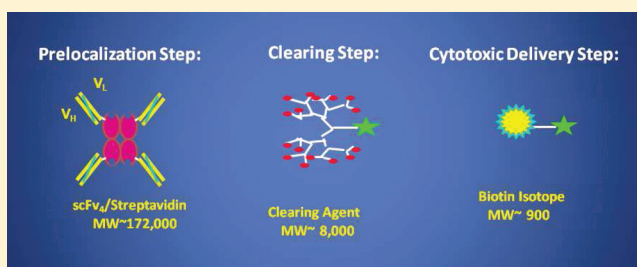 Prelocalization Step:
Clearing Step:
Cytotoxic Delivery Step:
VL
VH
scFv4/Streptavidin
MW~172,000
Clearing Agent
MW~ 8,000
Biotin Isotope
MW~ 900